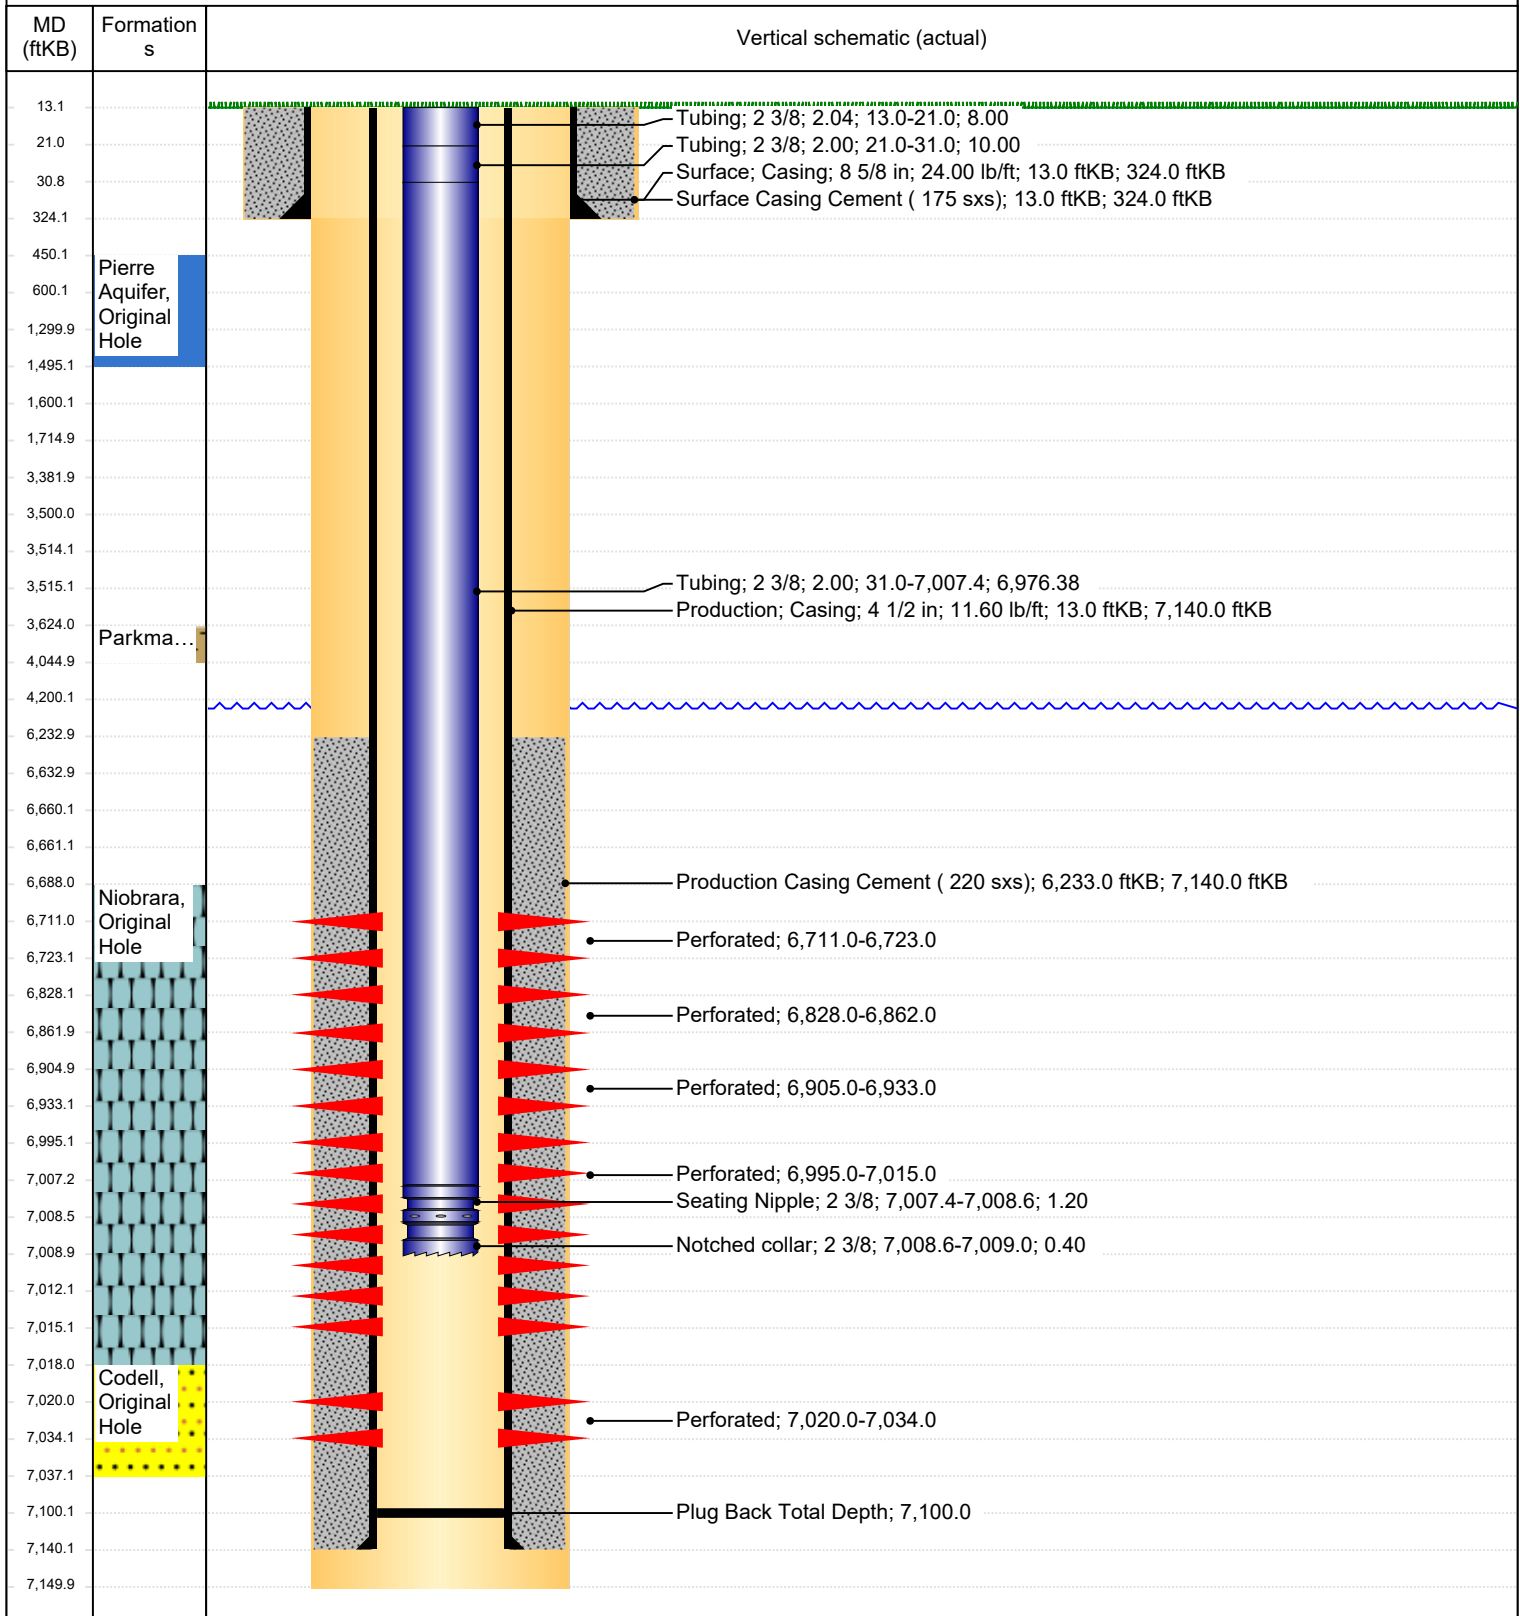 MD
(ftKB)
Formation
s
Vertical schematic (actual)
13.1
Tubing; 2 3/8; 2.04; 13.0-21.0; 8.00
21.0
Tubing; 2 3/8; 2.00; 21.0-31.0; 10.00
Surface; Casing; 8 5/8 in; 24.00 lb/ft; 13.0 ftKB; 324.0 ftKB
30.8
Surface Casing Cement ( 175 sxs); 13.0 ftKB; 324.0 ftKB
324.1
450.1
Pierre
Aquifer,
Original
Hole
600.1
1,299.9
1,495.1
1,600.1
1,714.9
3,381.9
3,500.0
3,514.1
3,515.1
Tubing; 2 3/8; 2.00; 31.0-7,007.4; 6,976.38
Production; Casing; 4 1/2 in; 11.60 lb/ft; 13.0 ftKB; 7,140.0 ftKB
3,624.0
Parkma...
4,044.9
4,200.1
6,232.9
6,632.9
6,660.1
6,661.1
6,688.0
Production Casing Cement ( 220 sxs); 6,233.0 ftKB; 7,140.0 ftKB
Niobrara,
Original
Hole
6,711.0
Perforated; 6,711.0-6,723.0
6,723.1
6,828.1
Perforated; 6,828.0-6,862.0
6,861.9
6,904.9
Perforated; 6,905.0-6,933.0
6,933.1
6,995.1
Perforated; 6,995.0-7,015.0
7,007.2
Seating Nipple; 2 3/8; 7,007.4-7,008.6; 1.20
7,008.5
Notched collar; 2 3/8; 7,008.6-7,009.0; 0.40
7,008.9
7,012.1
7,015.1
7,018.0
Codell,
Original
Hole
7,020.0
Perforated; 7,020.0-7,034.0
7,034.1
7,037.1
7,100.1
Plug Back Total Depth; 7,100.0
7,140.1
7,149.9